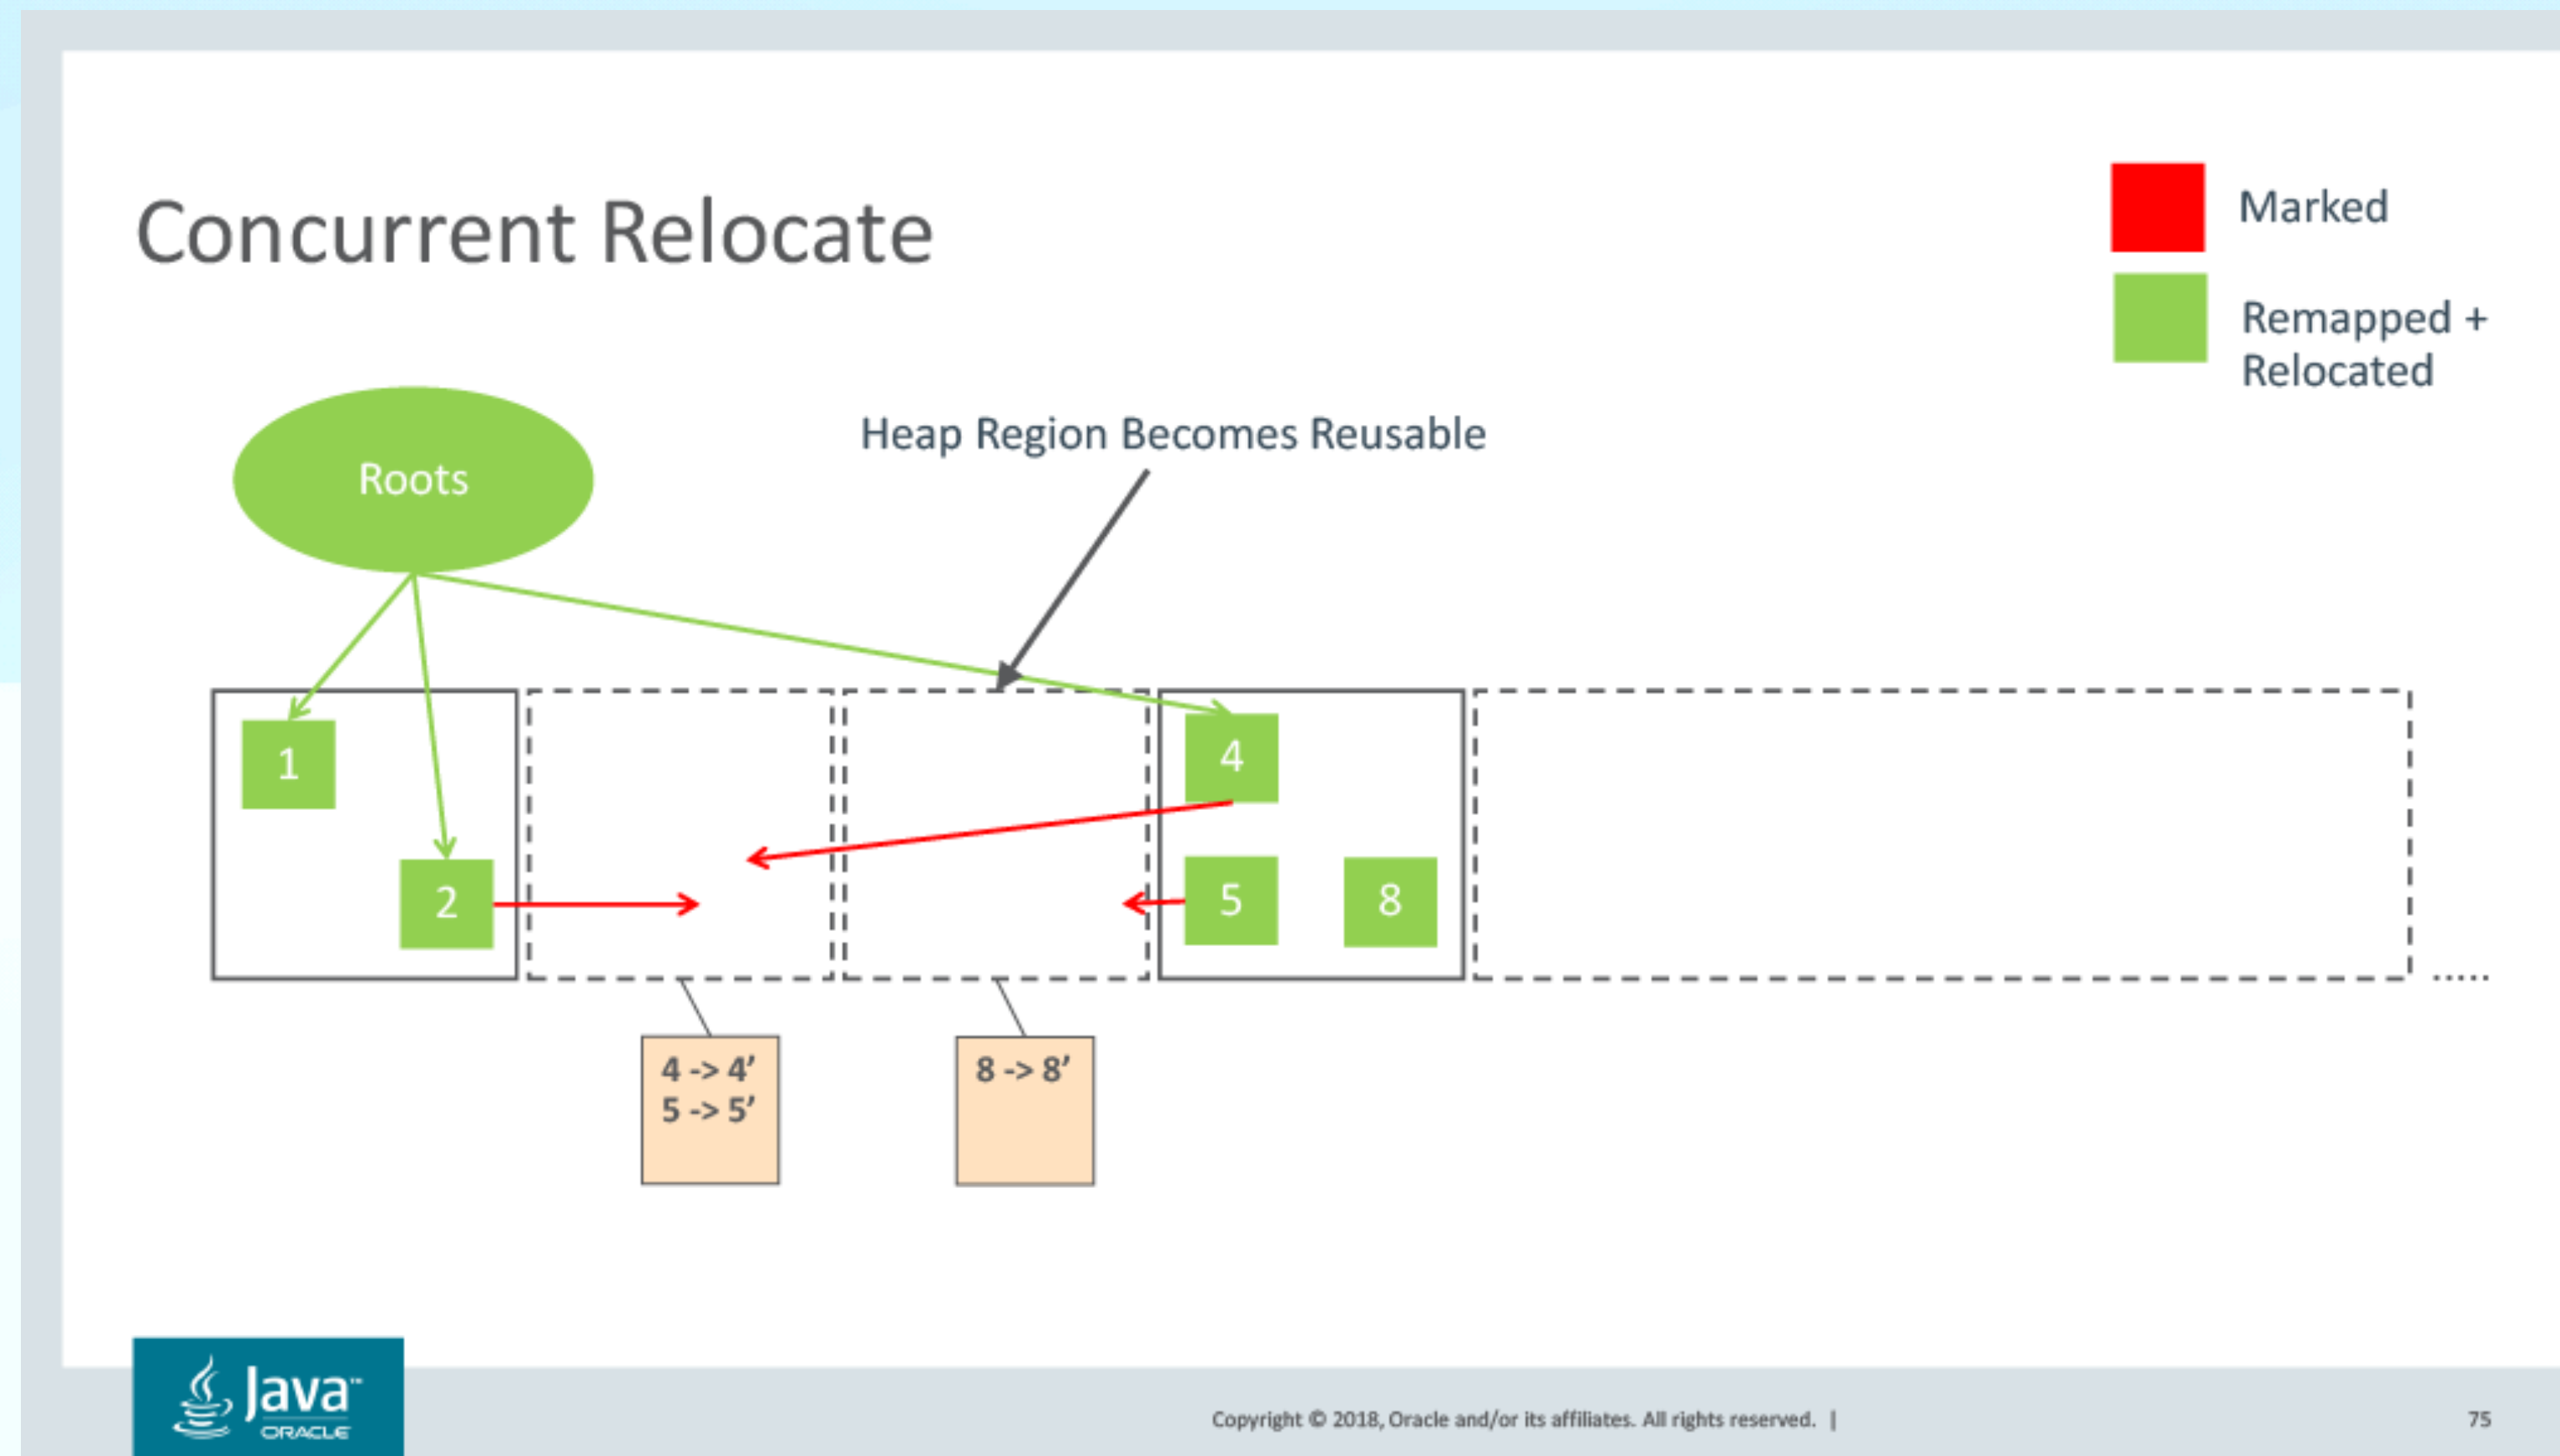 Concurrent Relocate
Marked
Remapped +
Relocated
Heap Region Becomes Reusable
Roots
1
2
4
5
8
4 -> 4’
5 -> 5’
8 -> 8’
.....
Java™
ORACLE
Copyright © 2018, Oracle and/or its affiliates. All rights reserved. |
75